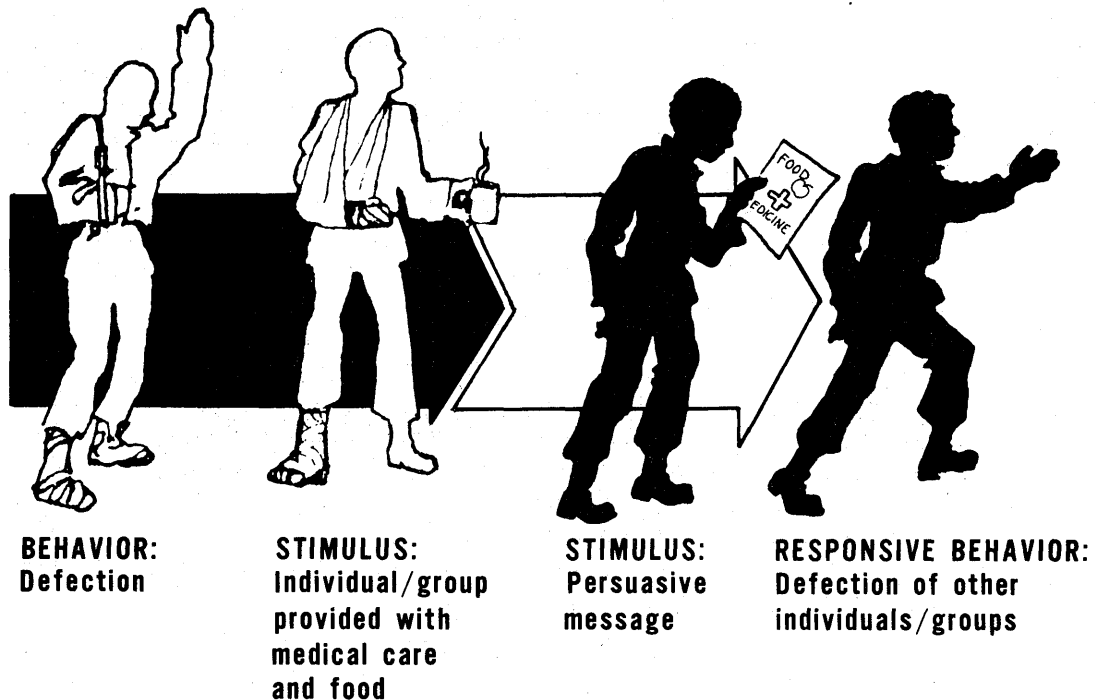 FOOD
EDICINE
BEHAVIOR:
Defection
STIMULUS:
Individual/group
provided with
medical care
and food
STIMULUS:
Persuasive
message
RESPONSIVE BEHAVIOR:
Defection of other
individuals/groups